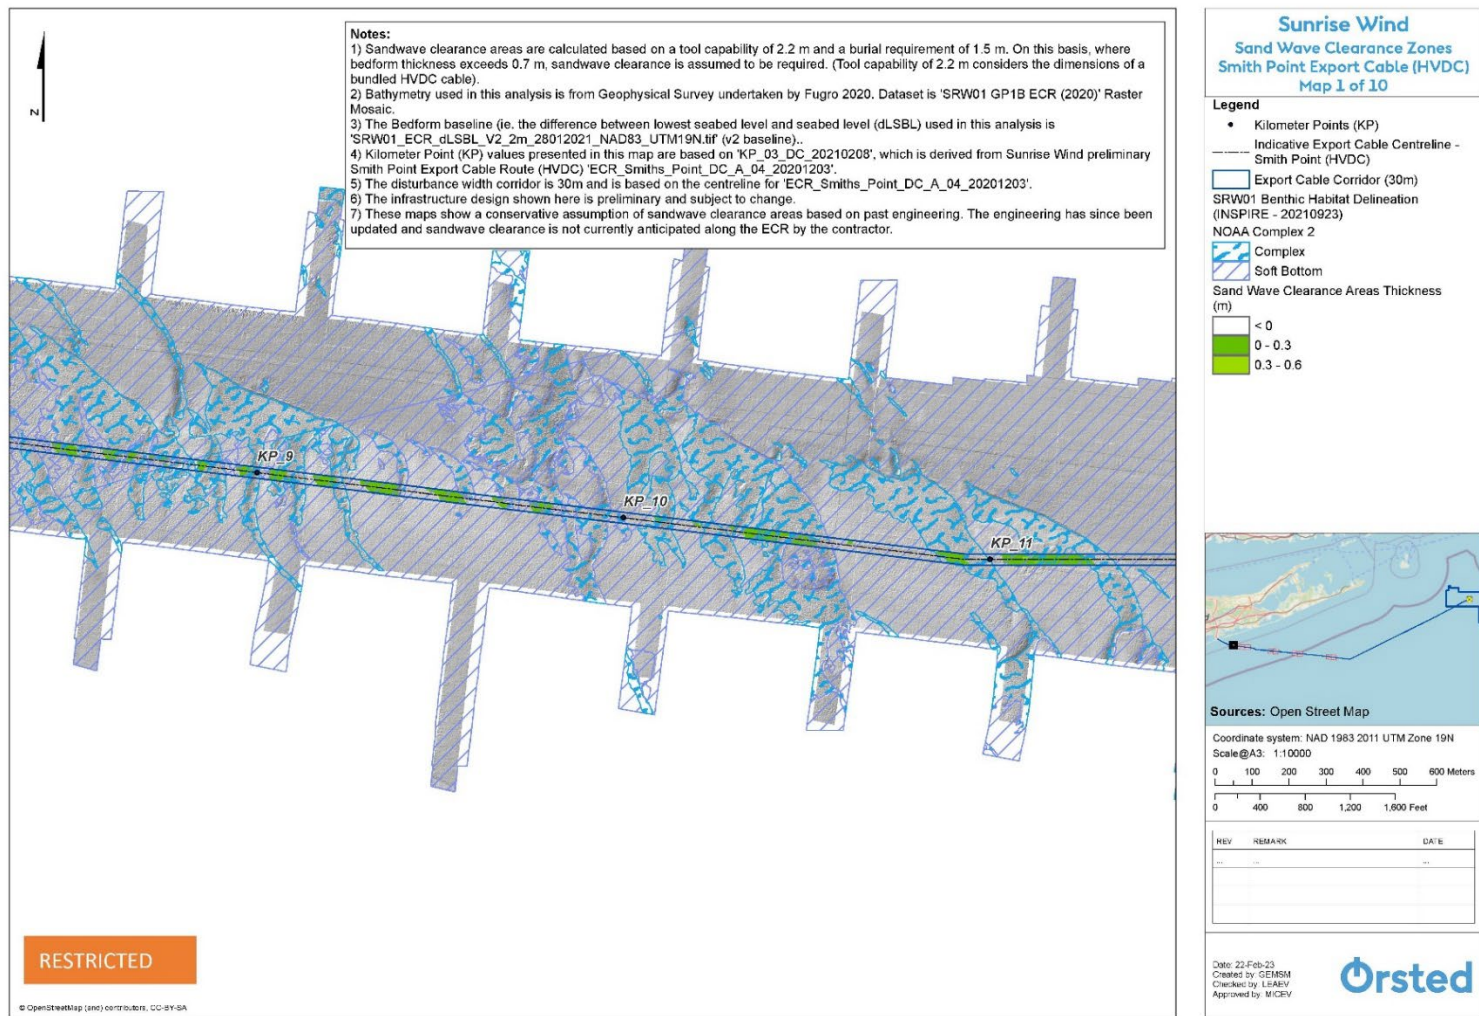 Notes:
1) Sandwave clearance areas are calculated based on a tool capability of 2.2 m and a burial requirement of 1.5 m. On this basis, where
bedform thickness exceeds 0.7 m, sandwave clearance is assumed to be required. (Tool capability of 2.2 m considers the dimensions of a
bundled HVDC cable).
2) Bathymetry used in this analysis is from Geophysical Survey undertaken by Fugro 2020. Dataset is 'SRW01 GP1B ECR (2020)' Raster
Mosaic.
3) The Bedform baseline (ie. the difference between lowest seabed level and seabed level (dLSBL) used in this analysis is
'SRW01_ECR_dLSBL_V2_2m_28012021_NAD83_UTM19N.tif' (v2 baseline)..
4) Kilometer Point (KP) values presented in this map are based on 'KP_03_DC_20210208', which is derived from Sunrise Wind preliminary
Smith Point Export Cable Route (HVDC) 'ECR_Smiths_Point_DC_A_04_20201203'.
5) The disturbance width corridor is 30m and is based on the centreline for 'ECR_Smiths_Point_DC_A_04_20201203'.
6) The infrastructure design shown here is preliminary and subject to change.
7) These maps show a conservative assumption of sandwave clearance areas based on past engineering. The engineering has since been
updated and sandwave clearance is not currently anticipated along the ECR by the contractor.
N
KP_9
KP_10
KP_11
RESTRICTED
© OpenStreetMap (and) contributors, CC-BY-SA
Sunrise Wind
Sand Wave Clearance Zones
Smith Point Export Cable (HVDC)
Map 1 of 10
Legend
Kilometer Points (KP)
Indicative Export Cable Centreline -
Smith Point (HVDC)
Export Cable Corridor (30m)
SRW01 Benthic Habitat Delineation
(INSPIRE - 20210923)
NOAA Complex 2
Complex
Soft Bottom
Sand Wave Clearance Areas Thickness
(m)
< 0
0 - 0.3
0.3 - 0.6
Sources: Open Street Map
Coordinate system: NAD 1983 2011 UTM Zone 19N
Scale@A3: 1:10000
0 100 200 300 400 500 600 Meters
0 400 800 1,200 1,600 Feet
REV REMARK DATE
... ... ...
Date: 22-Feb-23
Created by: GEMSM
Checked by: LEAEV
Approved by: MICEV
Ørsted